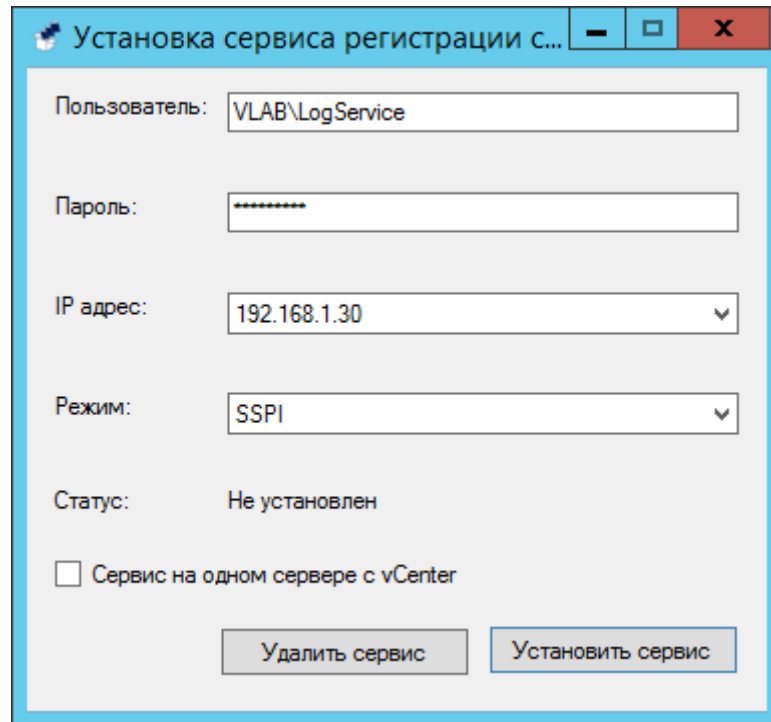 Установка сервиса регистрации с...
Пользователь: VLAB\LogService
Пароль: *********
IP адрес: 192.168.1.30
Режим: SSPI
Статус: Не установлен
Сервис на одном сервере с vCenter
Удалить сервис Установить сервис